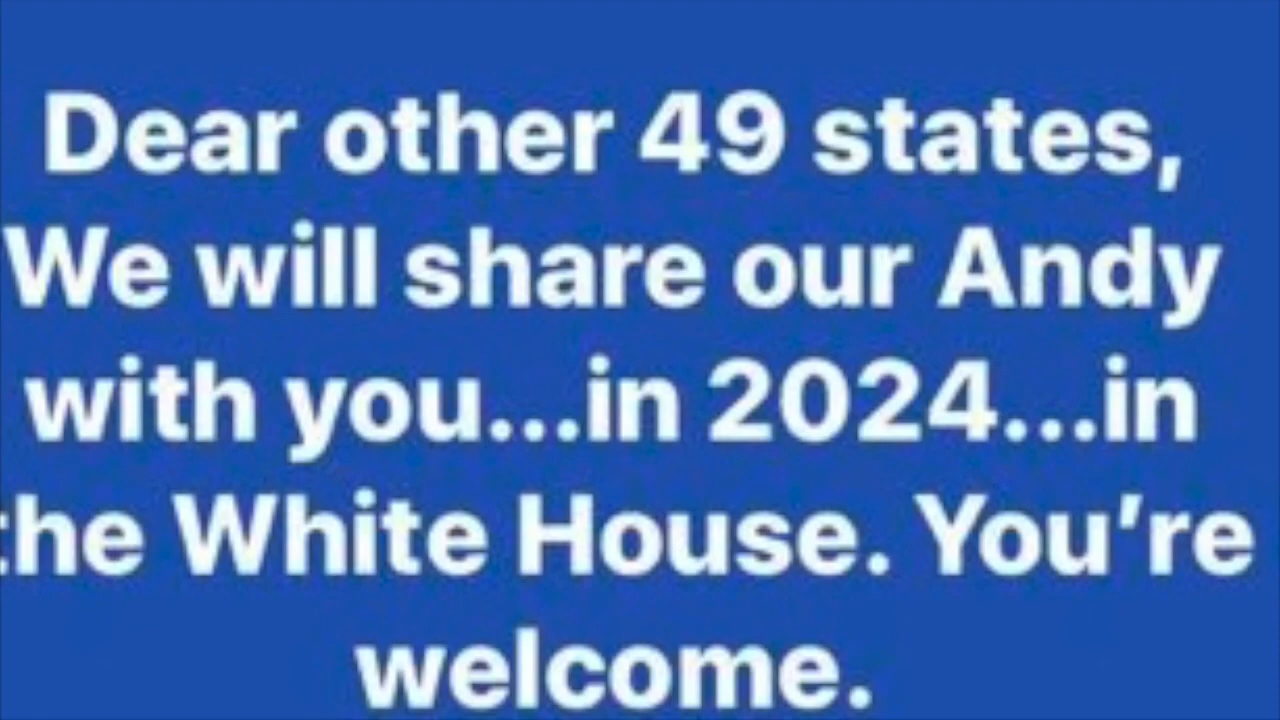 Dear other 49 states,
We will share our Andy
with you...in 2024...in
the White House. You’re
welcome.